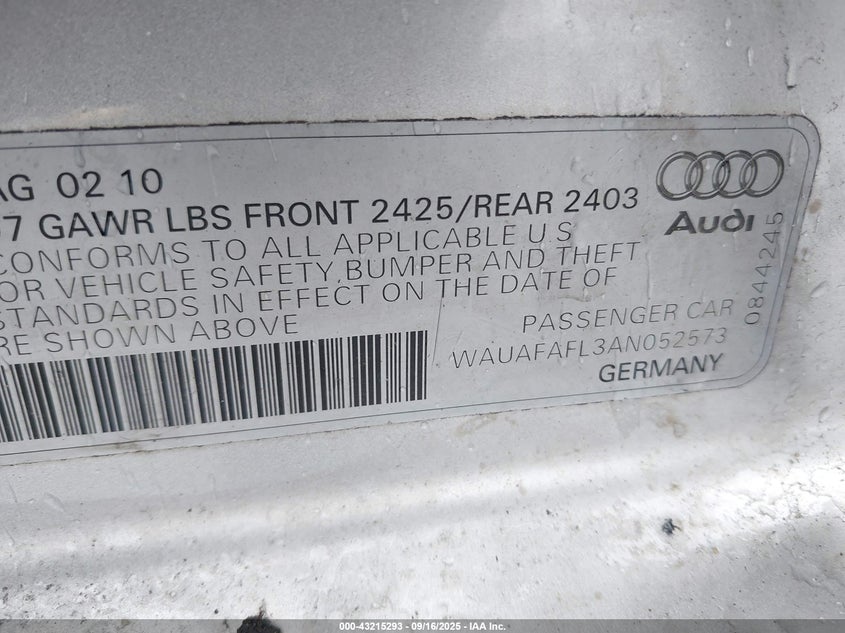 AG 02 10
07 GAWR LBS FRONT 2425/REAR 2403
CONFORMS TO ALL APPLICABLE U S
OR VEHICLE SAFETY, BUMPER AND THEFT
STANDARDS IN EFFECT ON THE DATE OF
RE SHOWN ABOVE
Audi
PASSENGER CAR
WAUAFAFL3AN052573
GERMANY
0844245
000-43215293 - 09/16/2025 - IAA Inc.